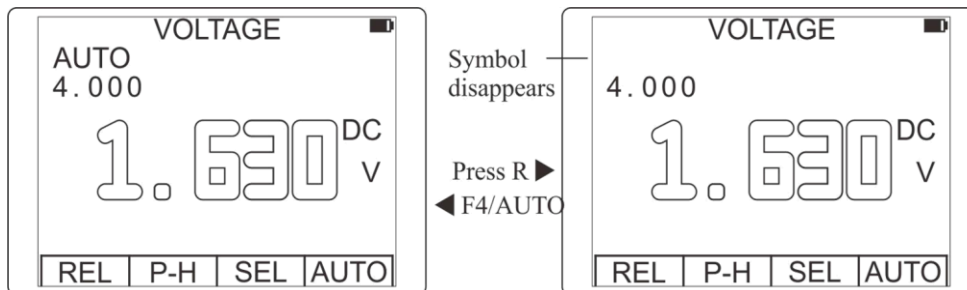 VOLTAGE
AUTO
4.000
1.630 DC
V
REL P-H SEL AUTO
Symbol
disappears
Press R ▶
◀ F4/AUTO
VOLTAGE
4.000
1.630 DC
V
REL P-H SEL AUTO